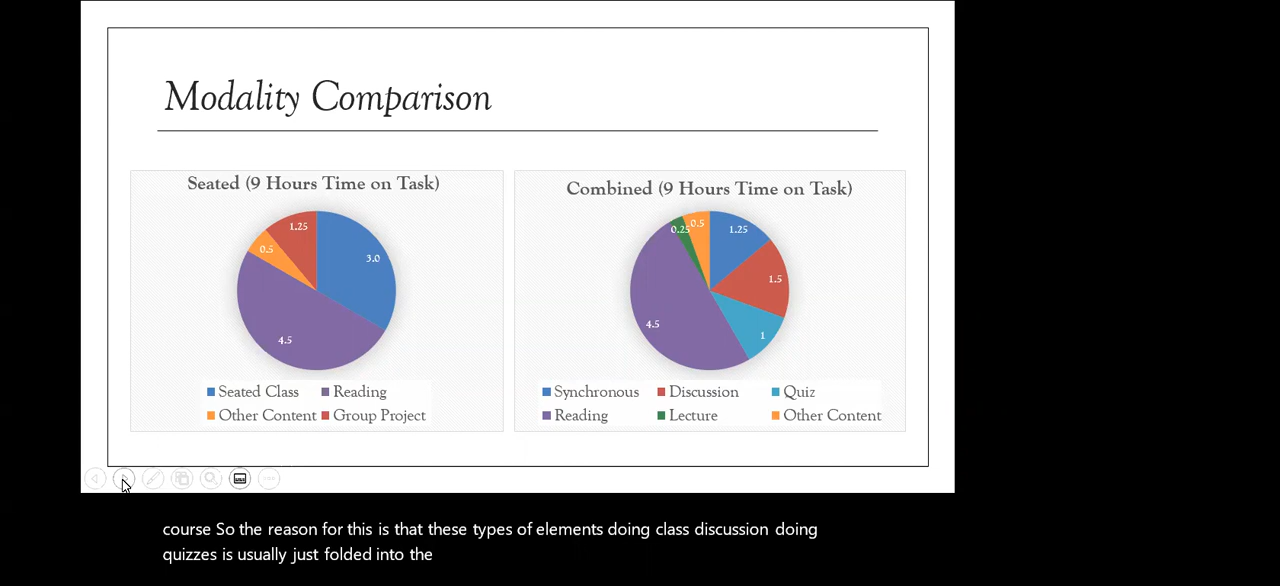 Modality Comparison
Seated (9 Hours Time on Task)
1.25
0.5
3.0
4.5
Seated Class Reading
Other Content Group Project
Combined (9 Hours Time on Task)
0.25 0.5 1.25
1.5
4.5 1
Synchronous Discussion Quiz
Reading Lecture Other Content
course So the reason for this is that these types of elements doing class discussion doing
quizzes is usually just folded into the